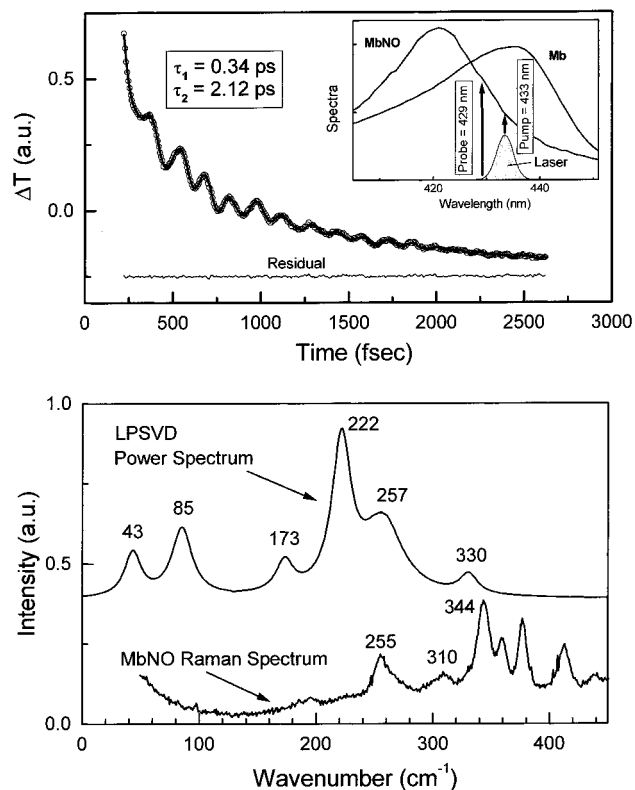 0.5
0.0
ΔT (a.u.)
τ1 = 0.34 ps
τ2 = 2.12 ps
MbNO
Mb
Spectra
Probe = 429 nm
Pump = 433 nm
Laser
420
440
Wavelength (nm)
Residual
0
500
1000
1500
2000
2500
3000
Time (fsec)
1.0
0.5
0.0
Intensity (a.u.)
LPSVD
Power Spectrum
43
85
173
222
257
330
MbNO Raman Spectrum
255
310
344
0
100
200
300
400
Wavenumber (cm⁻¹)